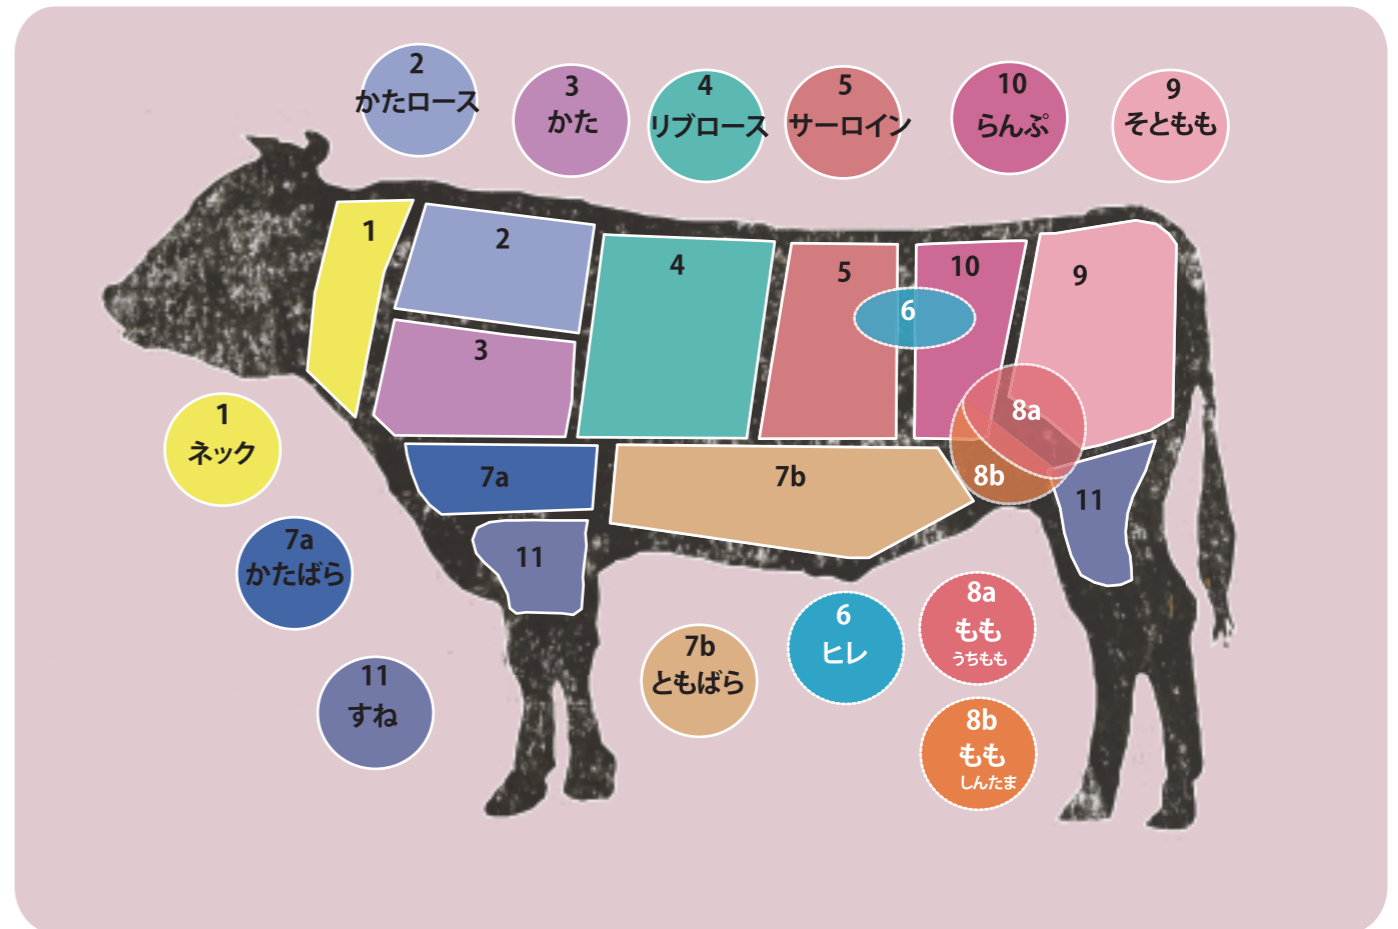 2
かたロース
3
かた
4
リブロース
5
サーロイン
10
らんぷ
9
そともも
1
2
3
4
5
6
10
9
8a
8b
7a
7b
11
11
1
ネック
7a
かたばら
11
すね
7b
ともばら
6
ヒレ
8a
もも
うちもも
8b
もも
しんたま